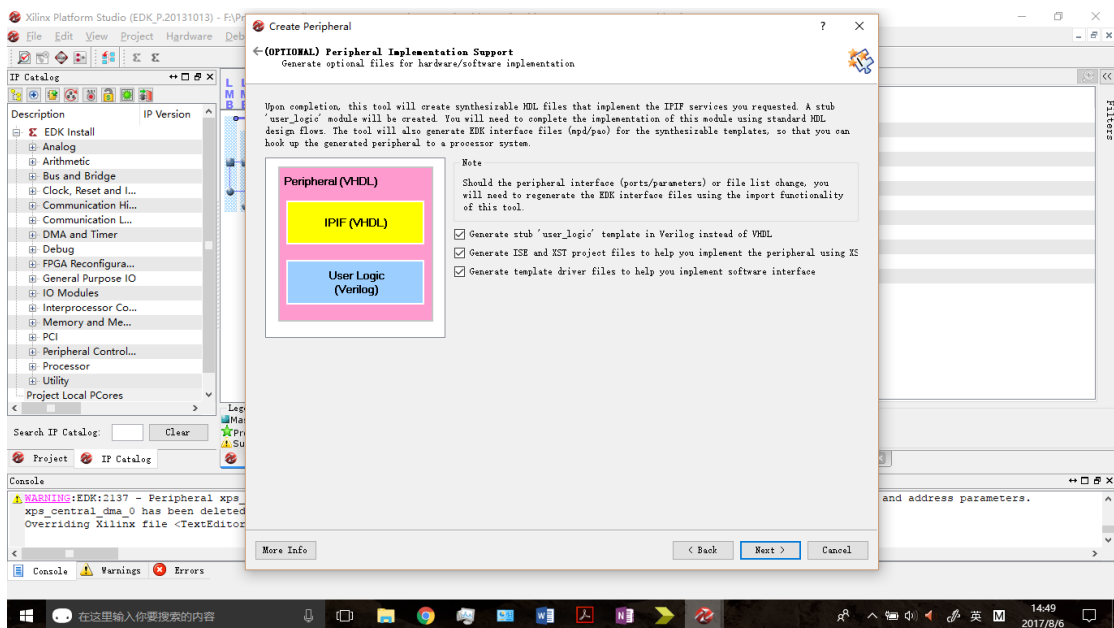 Xilinx Platform Studio (EDK_P.20131013) - F:\Pr
File Edit View Project Hardware Deb
IP Catalog
Description IP Version
EDK Install
Analog
Arithmetic
Bus and Bridge
Clock, Reset and I...
Communication Hi...
Communication L...
DMA and Timer
Debug
FPGA Reconfigura...
General Purpose IO
IO Modules
Interprocessor Co...
Memory and Me...
PCI
Peripheral Control...
Processor
Utility
Project Local PCores
Search IP Catalog: Clear
Project IP Catalog
Create Peripheral
(OPTIONAL) Peripheral Implementation Support
Generate optional files for hardware/software implementation
Upon completion, this tool will create synthesizable HDL files that implement the IPIF services you requested. A stub
'user_logic' module will be created. You will need to complete the implementation of this module using standard HDL
design flows. The tool will also generate EDK interface files (mpd/pao) for the synthesizable templates, so that you can
hook up the generated peripheral to a processor system.
Peripheral (VHDL)
IPIF (VHDL)
User Logic
(Verilog)
Note
Should the peripheral interface (ports/parameters) or file list change, you
will need to regenerate the EDK interface files using the import functionality
of this tool.
Generate stub 'user_logic' template in Verilog instead of VHDL
Generate ISE and XST project files to help you implement the peripheral using XS
Generate template driver files to help you implement software interface
More Info < Back Next > Cancel
Filters
Console
WARNING:EDK:2137 - Peripheral xps_ and address parameters.
xps_central_dma_0 has been deleted
Overriding Xilinx file <TextEditor
Console Warnings Errors
在这里输入你要搜索的内容
英
14:49
2017/8/6